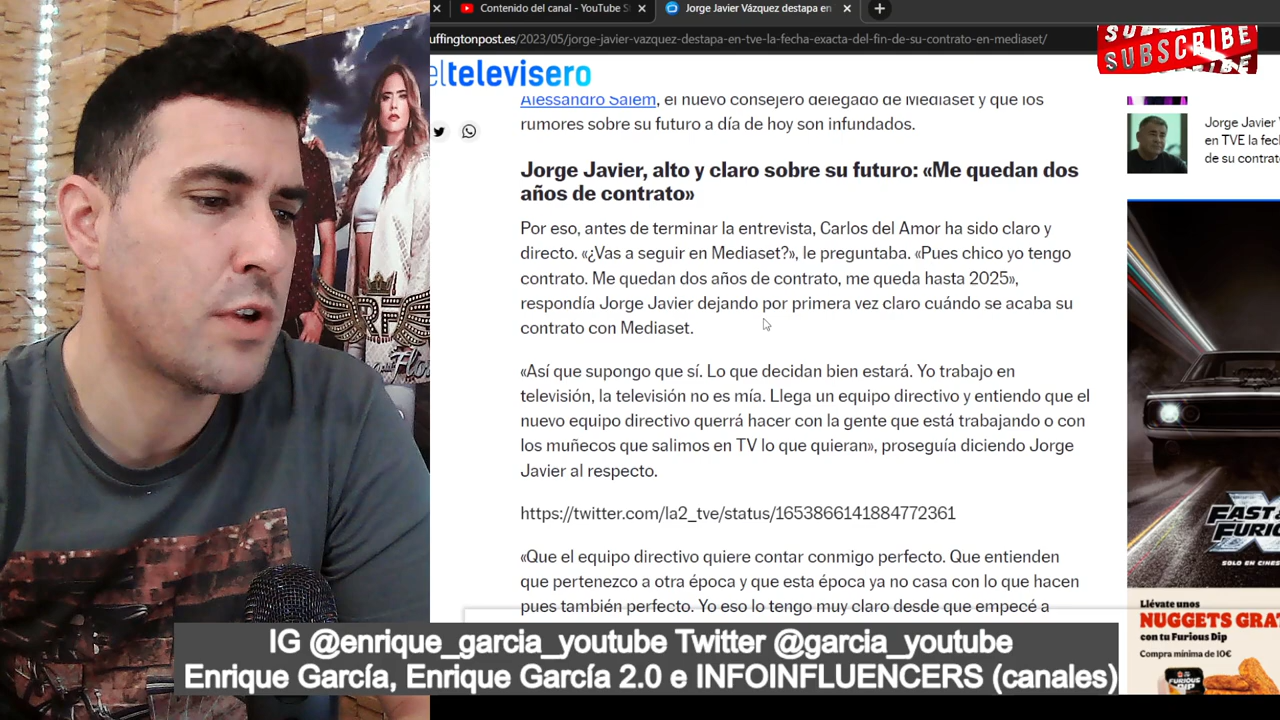 Contenido del canal - YouTube S
Jorge Javier Vázquez destapa en
uffingtonpost.es/2023/05/jorge-javier-vazquez-destapa-en-tve-la-fecha-exacta-del-fin-de-su-contrato-en-mediaset/
SUBSCRIBE
eltelevisero
Alessandro Salem, el nuevo consejero delegado de Mediaset y que los
rumores sobre su futuro a día de hoy son infundados.
Jorge Javier
en TVE la fec
de su contrato
Jorge Javier, alto y claro sobre su futuro: «Me quedan dos
años de contrato»
Por eso, antes de terminar la entrevista, Carlos del Amor ha sido claro y
directo. «¿Vas a seguir en Mediaset?», le preguntaba. «Pues chico yo tengo
contrato. Me quedan dos años de contrato, me queda hasta 2025»,
respondía Jorge Javier dejando por primera vez claro cuándo se acaba su
contrato con Mediaset.
«Así que supongo que sí. Lo que decidan bien estará. Yo trabajo en
televisión, la televisión no es mía. Llega un equipo directivo y entiendo que el
nuevo equipo directivo querrá hacer con la gente que está trabajando o con
los muñecos que salimos en TV lo que quieran», proseguía diciendo Jorge
Javier al respecto.
https://twitter.com/la2_tve/status/1653866141884772361
«Que el equipo directivo quiere contar conmigo perfecto. Que entienden
que pertenezco a otra época y que esta época ya no casa con lo que hacen
pues también perfecto. Yo eso lo tengo muy claro desde que empecé a
RF
Flo
FAST &
X
SOLO EN CINES
Llévate unos
NUGGETS GRA
con tu Furious Dip
Compra mínima de 10€
FURIOUS
DIP
IG @enrique_garcia_youtube Twitter @garcia_youtube
Enrique García, Enrique García 2.0 e INFOINFLUENCERS (canales)